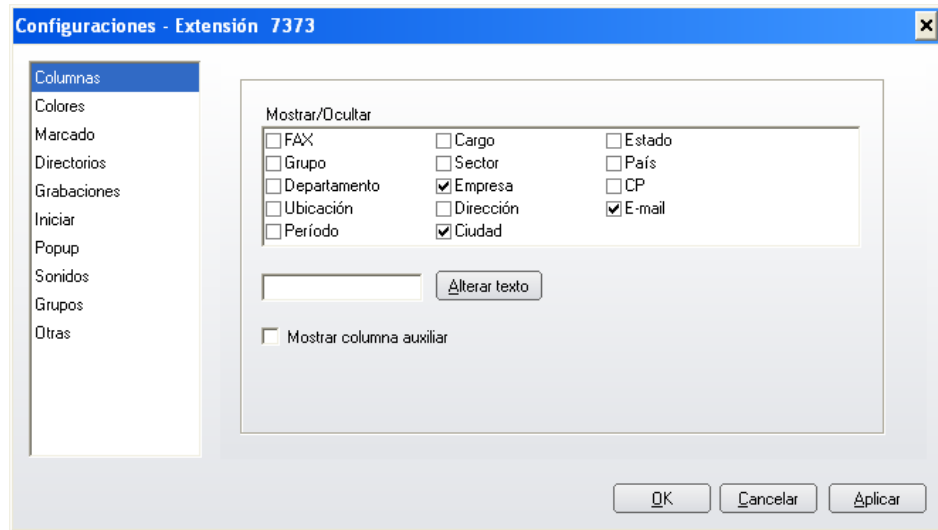 Configuraciones - Extensión 7373
Columnas
Colores
Marcado
Directorios
Grabaciones
Iniciar
Popup
Sonidos
Grupos
Otras
Mostrar/Ocultar
FAX
Grupo
Departamento
Ubicación
Período
Cargo
Sector
Empresa
Dirección
Ciudad
Estado
País
CP
E-mail
Alterar texto
Mostrar columna auxiliar
OK
Cancelar
Aplicar